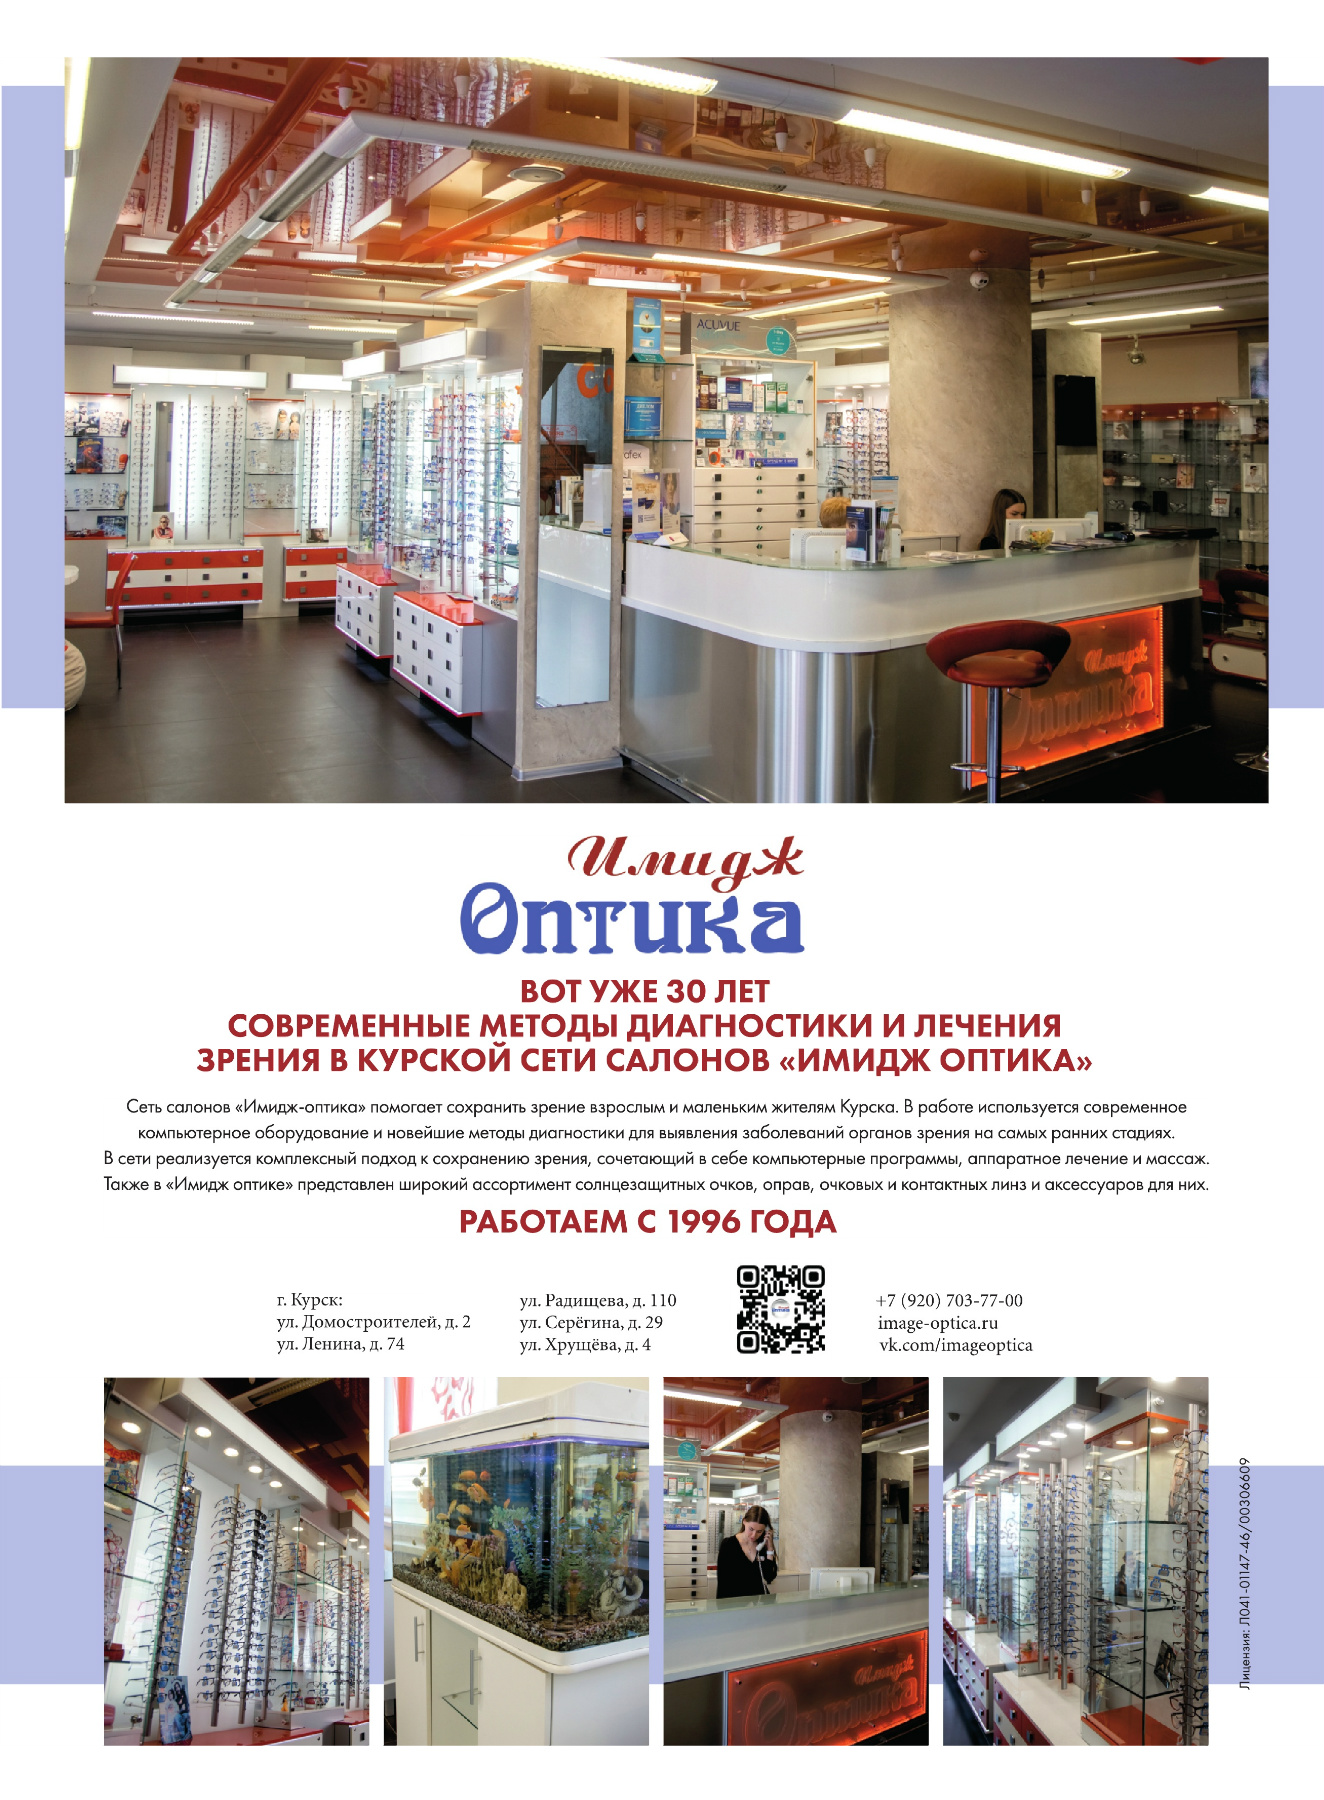 ACUVUE
Имидж
Оптика
Имидж
Оптика
ВОТ УЖЕ 30 ЛЕТ
СОВРЕМЕННЫЕ МЕТОДЫ ДИАГНОСТИКИ И ЛЕЧЕНИЯ
ЗРЕНИЯ В КУРСКОЙ СЕТИ САЛОНОВ «ИМИДЖ ОПТИКА»
Сеть салонов «Имидж-оптика» помогает сохранить зрение взрослым и маленьким жителям Курска. В работе используется современное
компьютерное оборудование и новейшие методы диагностики для выявления заболеваний органов зрения на самых ранних стадиях.
В сети реализуется комплексный подход к сохранению зрения, сочетающий в себе компьютерные программы, аппаратное лечение и массаж.
Также в «Имидж оптике» представлен широкий ассортимент солнцезащитных очков, оправ, очковых и контактных линз и аксессуаров для них.
РАБОТАЕМ С 1996 ГОДА
г. Курск:
ул. Домостроителей, д. 2
ул. Ленина, д. 74
ул. Радищева, д. 110
ул. Серёгина, д. 29
ул. Хрущёва, д. 4
+7 (920) 703-77-00
image-optica.ru
vk.com/imageoptica
Имидж
Оптика
Лицензия: Л041-01147-46/00306609